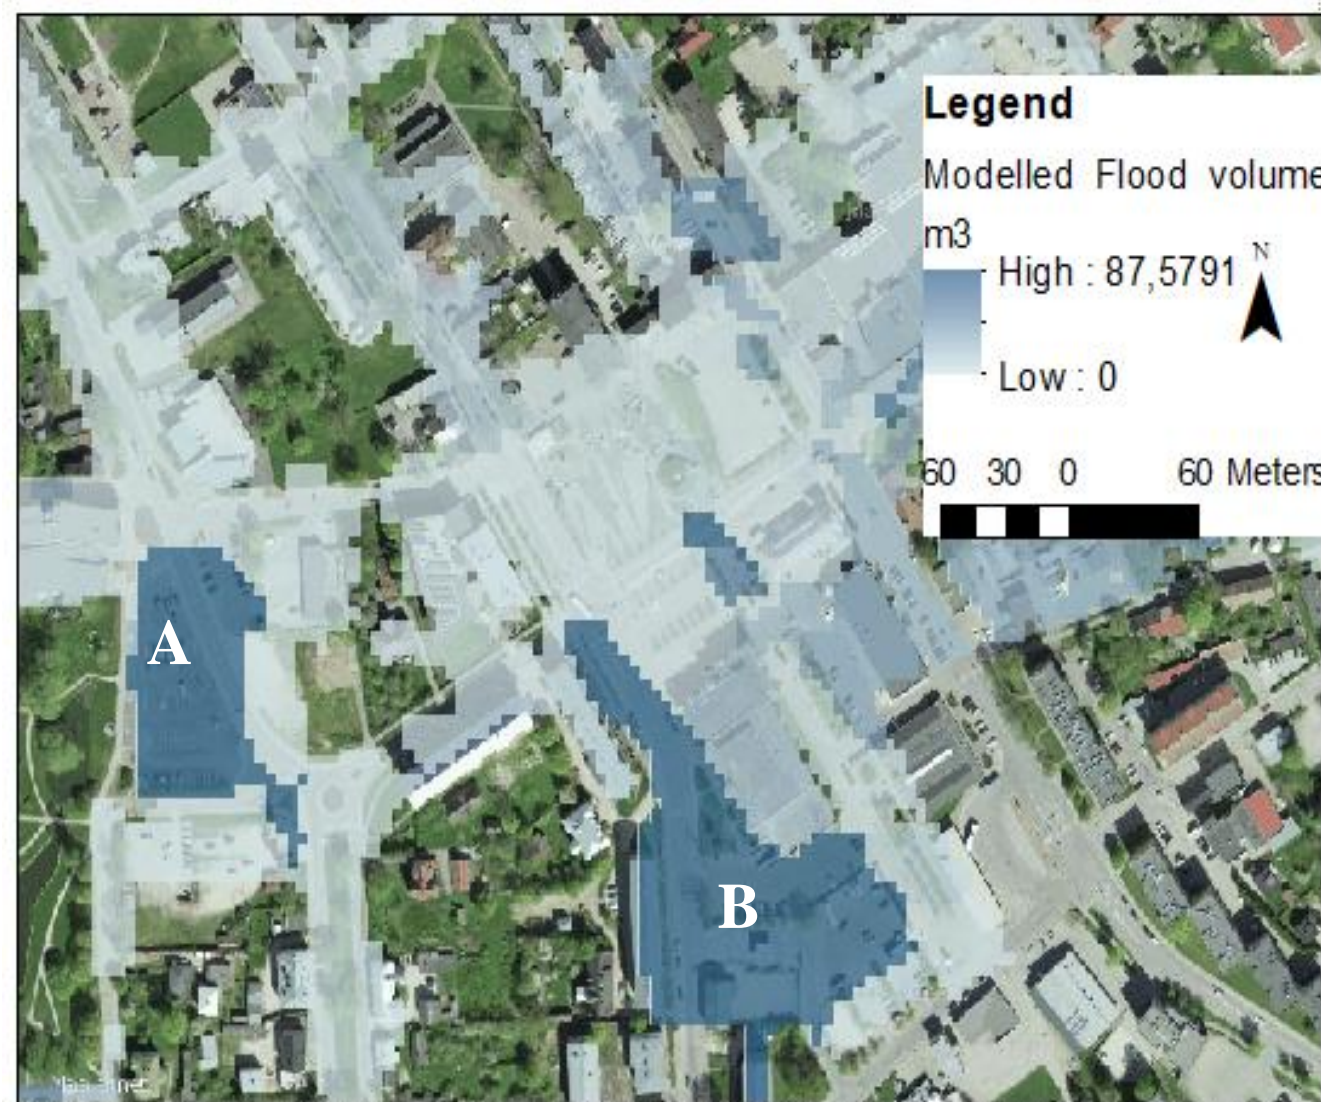 Legend
Modelled Flood volume
m3
N
High : 87,5791
Low : 0
60 30 0 60 Meters
A
B